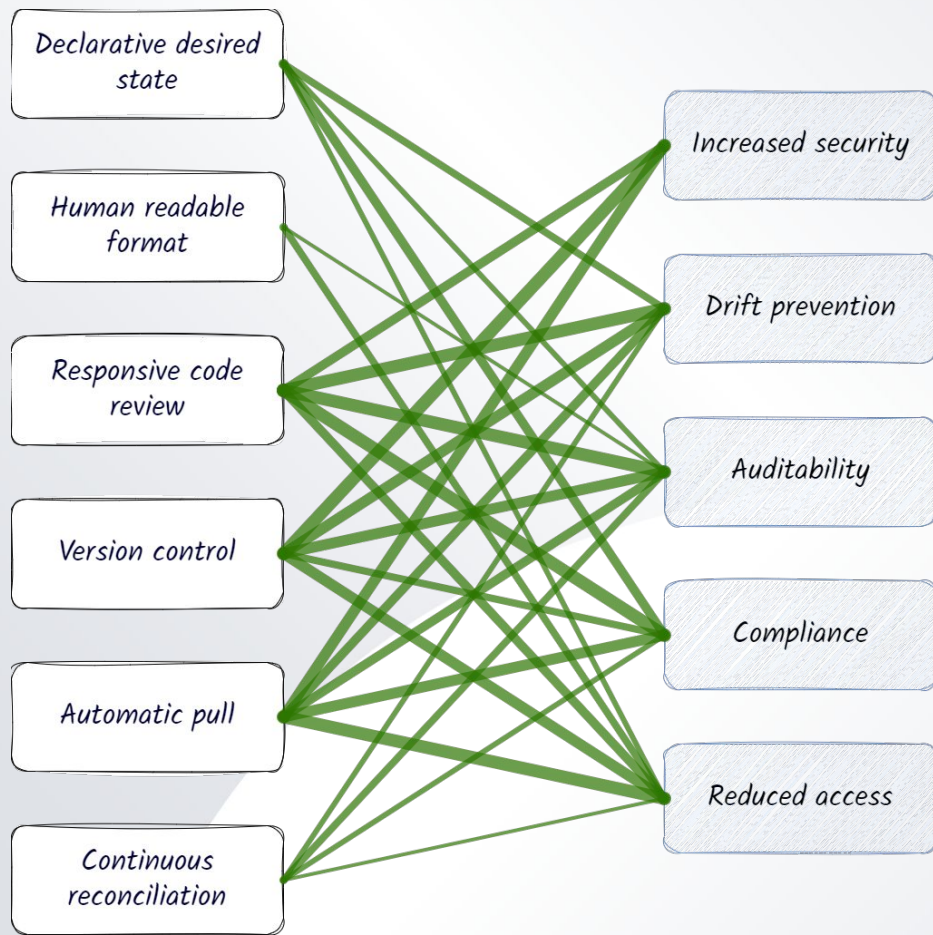 Declarative desired
state
Human readable
format
Responsive code
review
Version control
Automatic pull
Continuous
reconciliation
Increased security
Drift prevention
Auditability
Compliance
Reduced access